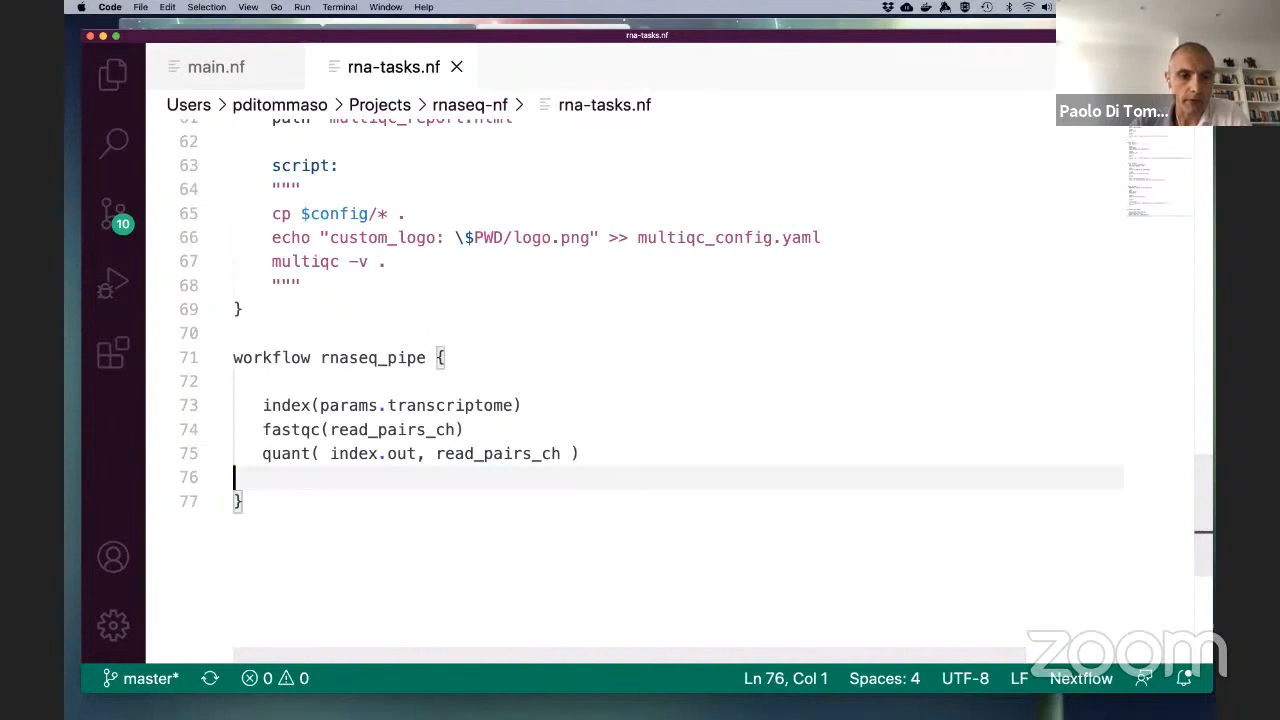 Code File Edit Selection View Go Run Terminal Window Help
rna-tasks.nf
main.nf rna-tasks.nf
Paolo Di Tom...
Users > pditommaso > Projects > rnaseq-nf > rna-tasks.nf
61 path "multiqc_report.html"
62
63 script:
64 """
65 cp $config/* .
66 echo "custom_logo: \$PWD/logo.png" >> multiqc_config.yaml
67 multiqc -v .
68 """
69 }
70
71 workflow rnaseq_pipe {
72
73 index(params.transcriptome)
74 fastqc(read_pairs_ch)
75 quant( index.out, read_pairs_ch )
76
77 }
10
zoom
master* 0 0 Ln 76, Col 1 Spaces: 4 UTF-8 LF Nextflow